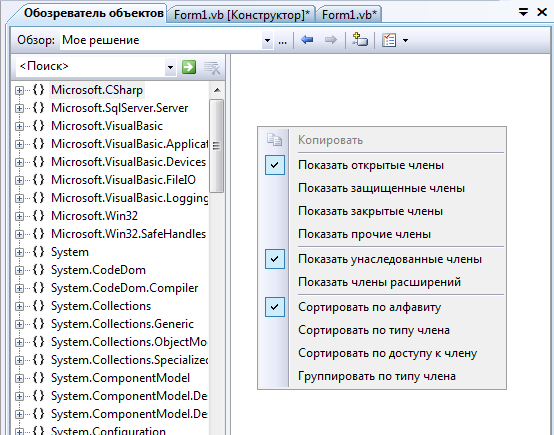 Обозреватель объектов Form1.vb [Конструктор]* Form1.vb*
Обзор: Мое решение ...
<Поиск>
{} Microsoft.CSharp
{} Microsoft.SqlServer.Server
{} Microsoft.VisualBasic
{} Microsoft.VisualBasic.Applicat
{} Microsoft.VisualBasic.Devices
{} Microsoft.VisualBasic.FileIO
{} Microsoft.VisualBasic.Logging
{} Microsoft.Win32
{} Microsoft.Win32.SafeHandles
{} System
{} System.CodeDom
{} System.CodeDom.Compiler
{} System.Collections
{} System.Collections.Generic
{} System.Collections.ObjectMo
{} System.Collections.Specialized
{} System.ComponentModel
{} System.ComponentModel.De
{} System.ComponentModel.De
{} System.Configuration
Копировать
Показать открытые члены
Показать защищенные члены
Показать закрытые члены
Показать прочие члены
Показать унаследованные члены
Показать члены расширений
Сортировать по алфавиту
Сортировать по типу члена
Сортировать по доступу к члену
Группировать по типу члена